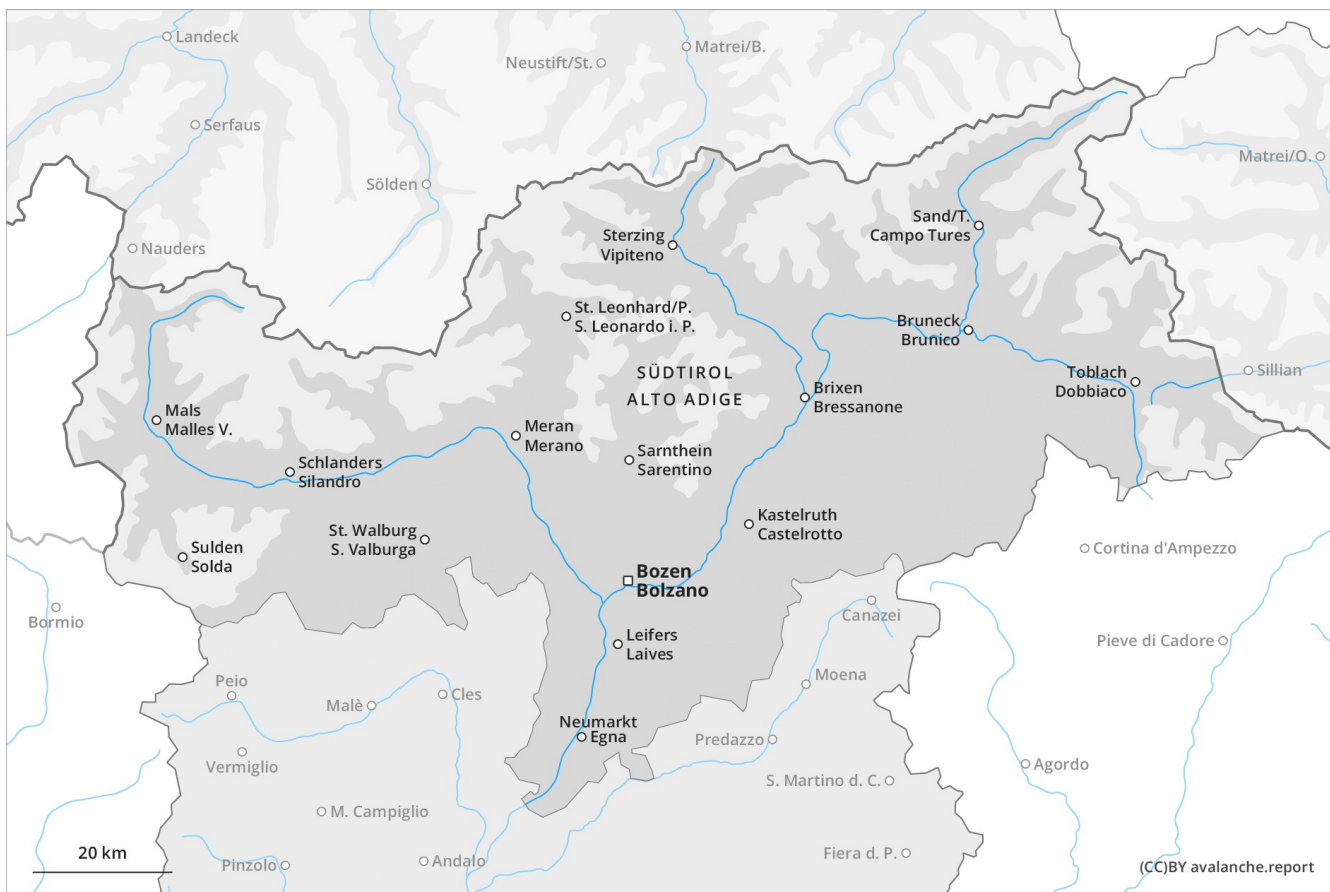 Landeck
Matrei/B.
Neustift/St.
Serfaus
Matrei/O.
Sölden
Sand/T.
Campo Tures
Sterzing
Vipiteno
Nauders
St. Leonhard/P.
S. Leonardo i. P.
Bruneck
Brunico
SÜDTIROL
ALTO ADIGE
Toblach
Dobbiaco
Sillian
Brixen
Bressanone
Mals
Malles V.
Meran
Merano
Sarnthein
Sarentino
Schlanders
Silandro
Kastelruth
Castelrotto
St. Walburg
S. Valburga
Sulden
Solda
Cortina d'Ampezzo
Bozen
Bolzano
Bormio
Canazei
Leifers
Laives
Pieve di Cadore
Moena
Peio
Malè
Cles
Neumarkt
Egna
Predazzo
Vermiglio
Agordo
S. Martino d. C.
M. Campiglio
20 km
Pinzolo
Andalo
Fiera d. P.
(CC)BY avalanche.report